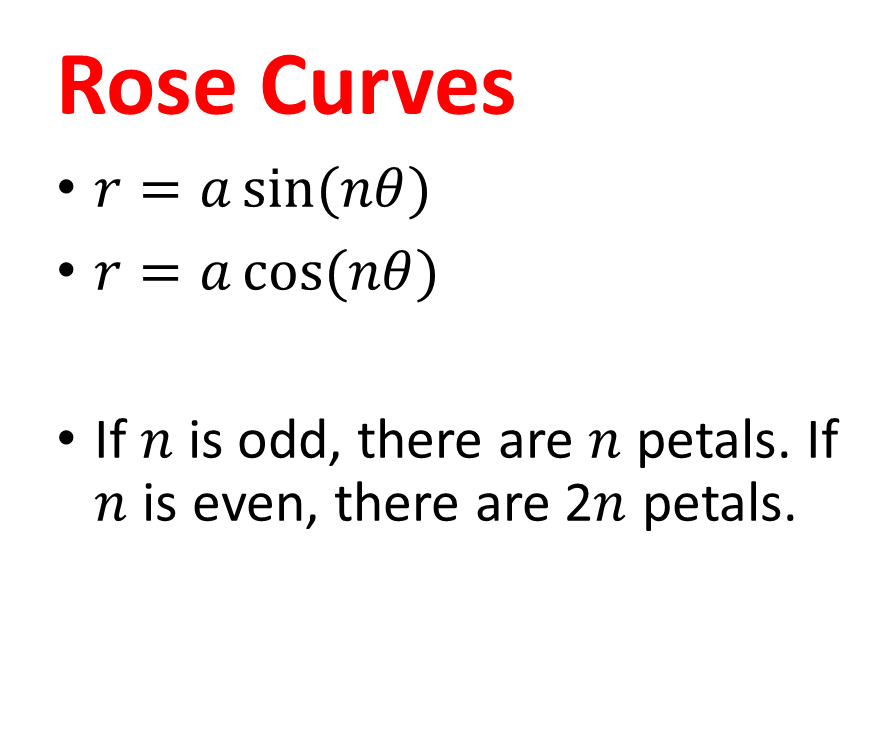 Rose Curves
• 𝑟 = 𝑎 sin(𝑛𝜃)
• 𝑟 = 𝑎 cos(𝑛𝜃)
• If 𝑛 is odd, there are 𝑛 petals. If
𝑛 is even, there are 2𝑛 petals.